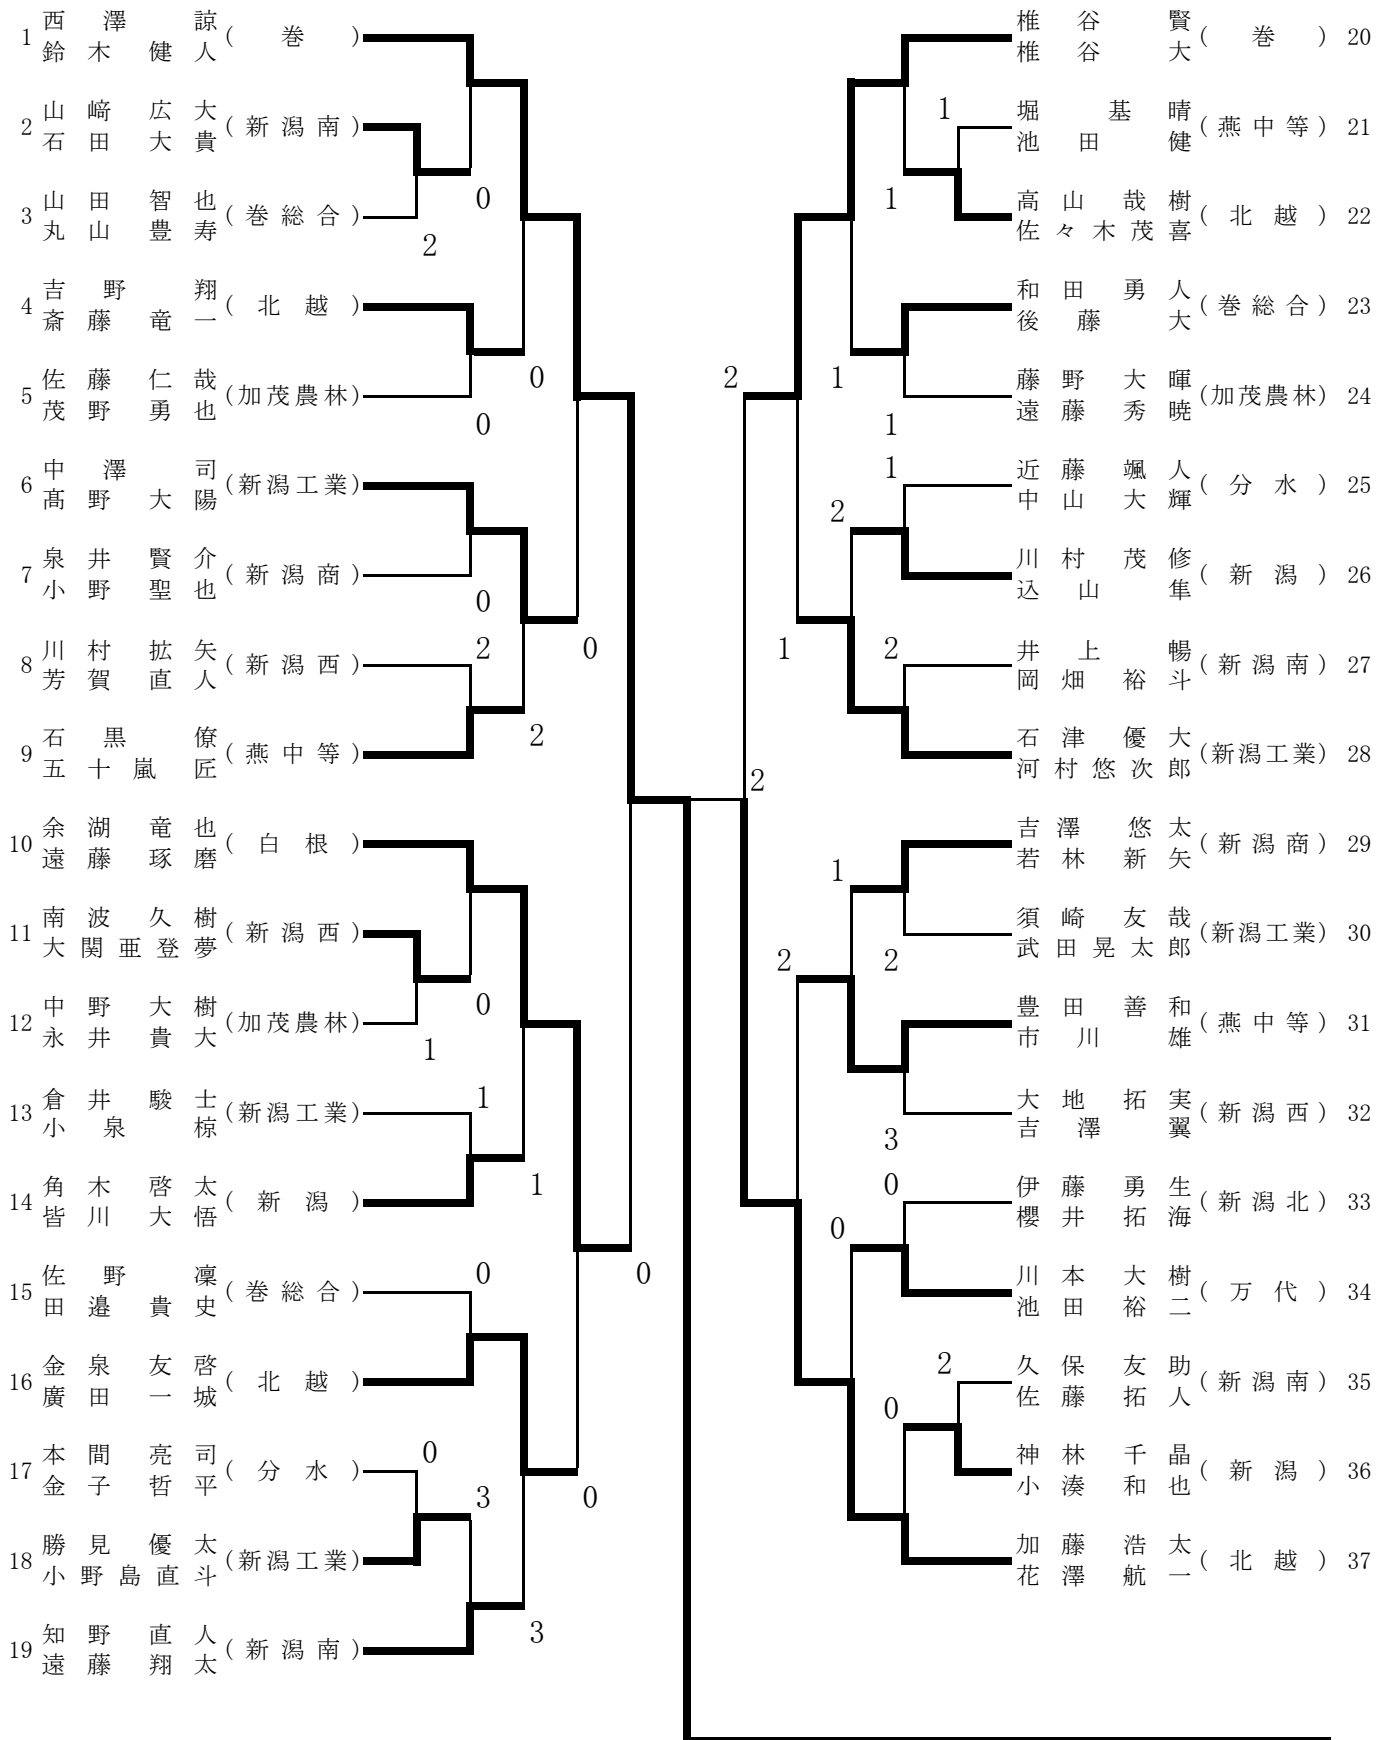 1 西澤諒 (巻)
鈴木健人
2 山﨑広大 (新潟南)
石田大貴
3 山田智也 (巻総合)
丸山豊寿
4 吉野翔 (北越)
斎藤竜一
5 佐藤仁哉 (加茂農林)
茂野勇也
6 中澤司 (新潟工業)
髙野大陽
7 泉井賢介 (新潟商)
小野聖也
8 川村拡矢 (新潟西)
芳賀直人
9 石黒僚 (燕中等)
五十嵐匠
10 余湖竜也 (白根)
遠藤琢磨
11 南波久樹 (新潟西)
大関亜登夢
12 中野大樹 (加茂農林)
永井貴大
13 倉井駿士 (新潟工業)
小泉椋
14 角木啓太 (新潟)
皆川大悟
15 佐野凜 (巻総合)
田邉貴史
16 金泉友啓 (北越)
廣田一城
17 本間亮司 (分水)
金子哲平
18 勝見優太 (新潟工業)
小野島直斗
19 知野直人 (新潟南)
遠藤翔太
0
2
0
0
0
2
2
0
0
1
1
1
0
0
0
3
3
0
0
椎谷賢 (巻) 20
椎谷大
堀基晴 (燕中等) 21
池田健
高山哉樹 (北越) 22
佐々木茂喜
和田勇人 (巻総合) 23
後藤大
藤野大暉 (加茂農林) 24
遠藤秀暁
近藤颯人 (分水) 25
中山大輝
川村茂修 (新潟) 26
込山隼
井上暢 (新潟南) 27
岡畑裕斗
石津優大 (新潟工業) 28
河村悠次郎
吉澤悠太 (新潟商) 29
若林新矢
須崎友哉 (新潟工業) 30
武田晃太郎
豊田善和 (燕中等) 31
市川雄
大地拓実 (新潟西) 32
吉澤翼
伊藤勇生 (新潟北) 33
櫻井拓海
川本大樹 (万代) 34
池田裕二
久保友助 (新潟南) 35
佐藤拓人
神林千晶 (新潟) 36
小湊和也
加藤浩太 (北越) 37
花澤航一
1
1
2
1
1
1
2
1
2
2
1
2
2
3
0
0
2
0